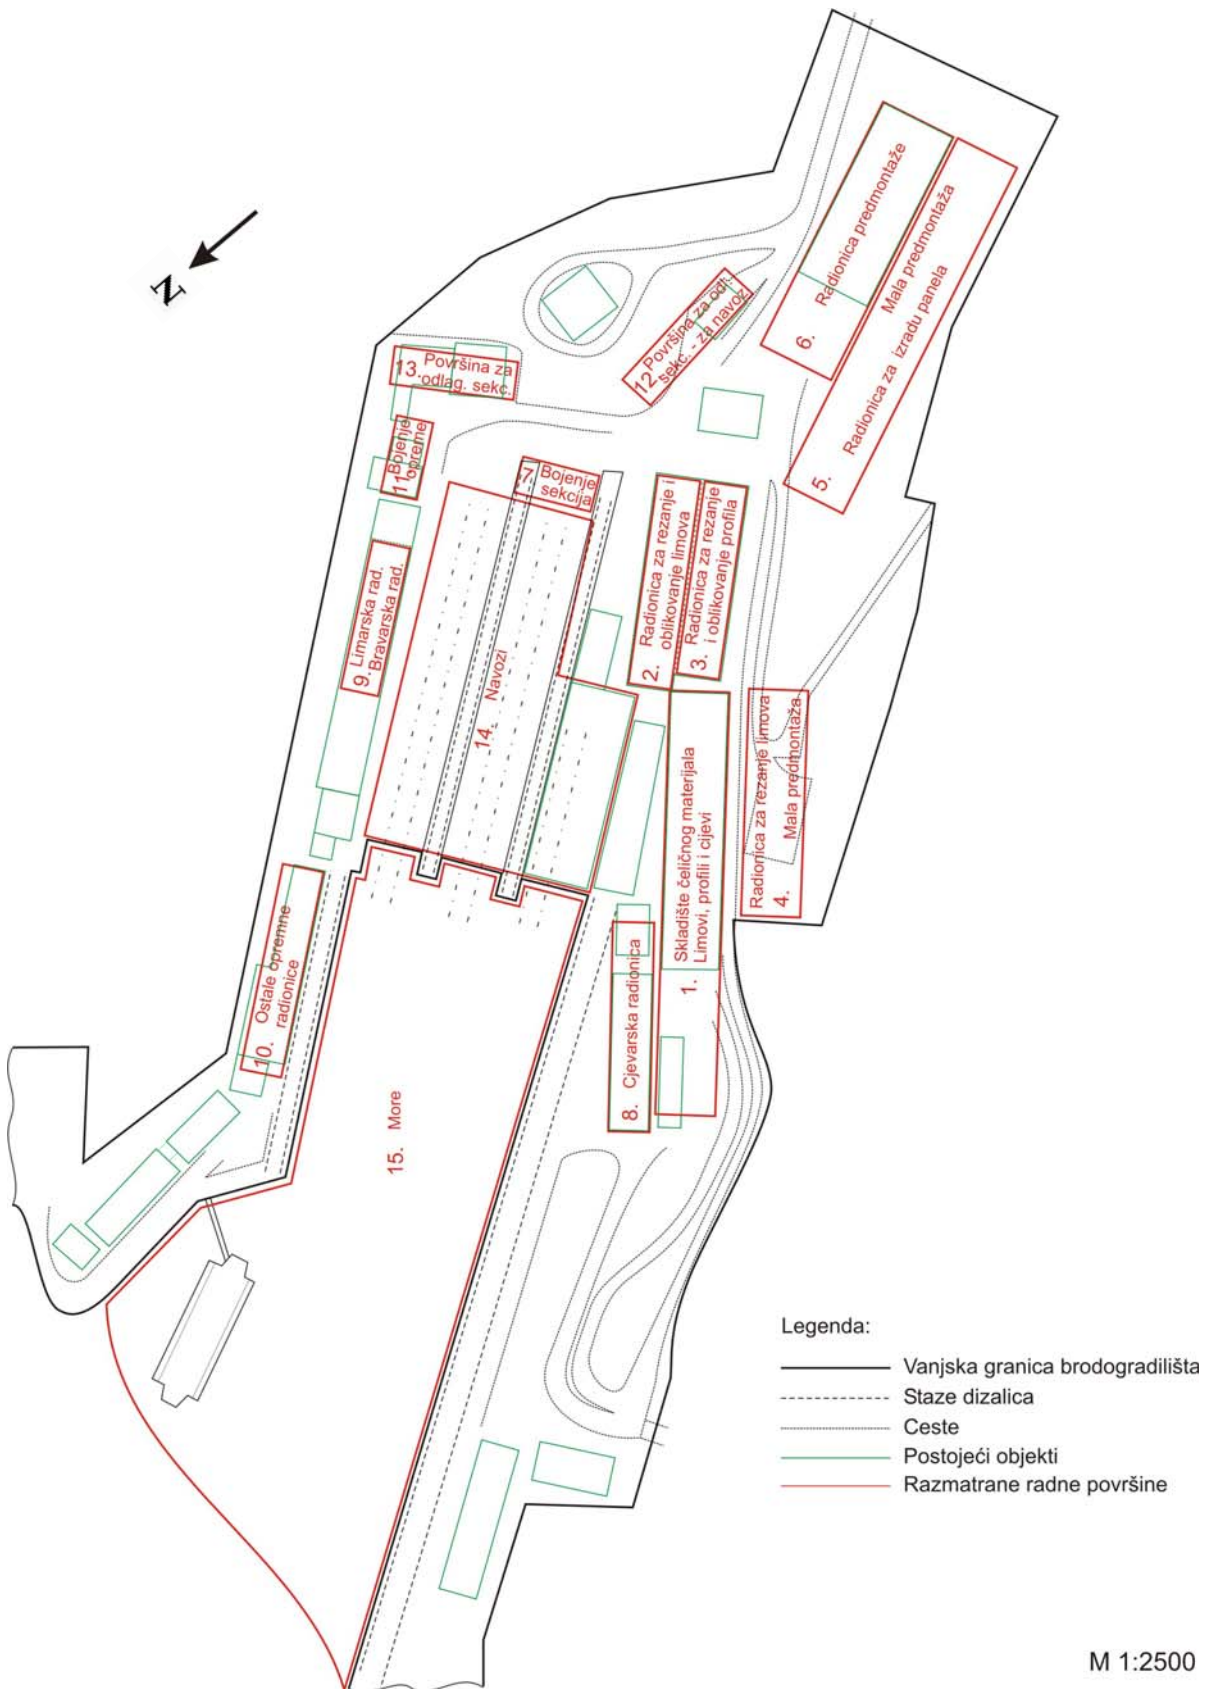 N
6. Radionica predmontaže
Mala predmontaža
5. Radionica za izradu panela
12. Površina za odl.
sekc. - za navoz
13. Površina za
odlag. sekc.
11. Bojenje
opreme
7. Bojenje
sekcija
2. Radionica za rezanje i
oblikovanje limova
3. Radionica za rezanje
i oblikovanje profila
9. Limarska rad.
Bravarska rad.
14. Navozi
Radionica za rezanje limova
4. Mala predmontaža
Skladište čeličnog materijala
Limovi, profili i cijevi
1.
8. Cjevarska radionica
10. Ostale opremne
radionice
15. More
Legenda:
Vanjska granica brodogradilišta
Staze dizalica
Ceste
Postojeći objekti
Razmatrane radne površine
M 1:2500